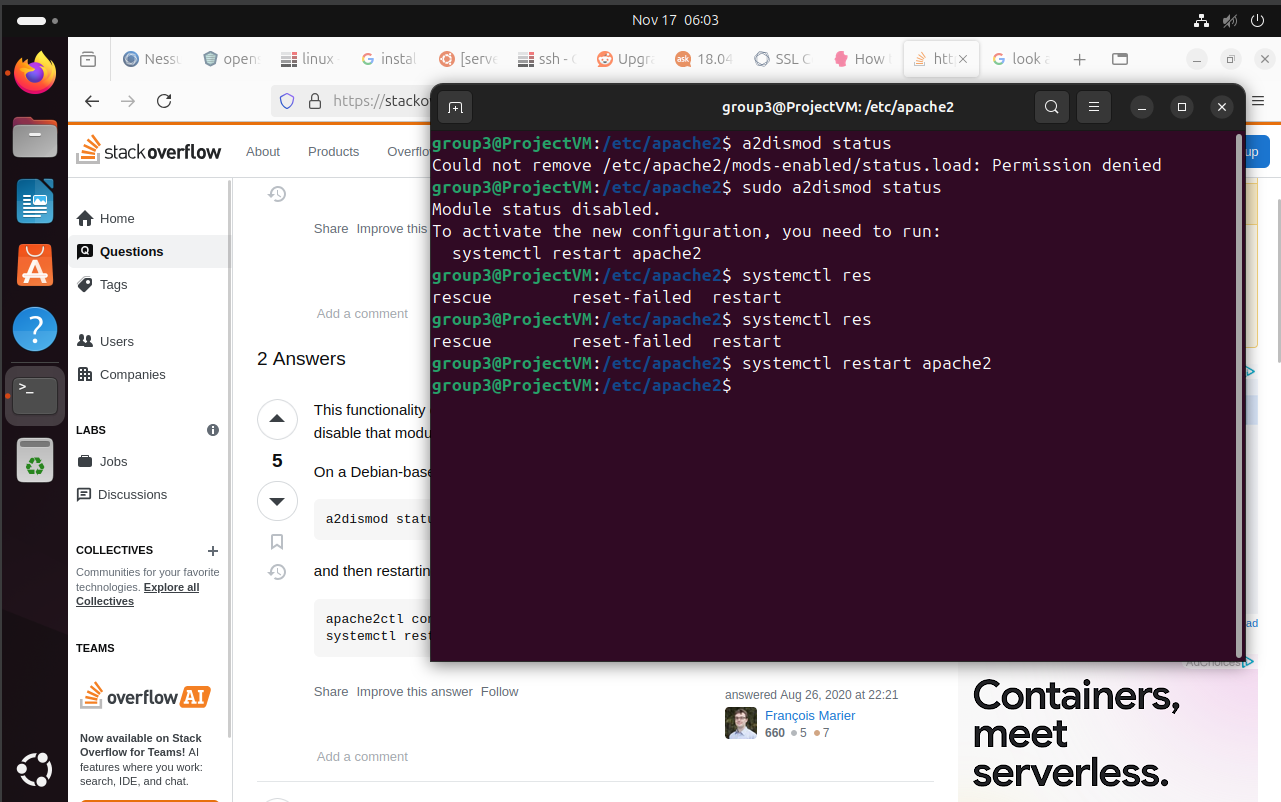 Nov 17 06:03
Nessu
opens
linux
instal
[serve
ssh -
Upgra
18.04
SSL C
How
htt
look a
https://stacko
group3@ProjectVM: /etc/apache2
group3@ProjectVM:/etc/apache2$ a2dismod status
Could not remove /etc/apache2/mods-enabled/status.load: Permission denied
group3@ProjectVM:/etc/apache2$ sudo a2dismod status
Module status disabled.
To activate the new configuration, you need to run:
systemctl restart apache2
group3@ProjectVM:/etc/apache2$ systemctl res
rescue reset-failed restart
group3@ProjectVM:/etc/apache2$ systemctl res
rescue reset-failed restart
group3@ProjectVM:/etc/apache2$ systemctl restart apache2
group3@ProjectVM:/etc/apache2$
stackoverflow
About
Products
Overflo
up
Home
Questions
Tags
Users
Companies
LABS
Jobs
Discussions
COLLECTIVES
Communities for your favorite
technologies. Explore all
Collectives
TEAMS
overflow AI
Now available on Stack
Overflow for Teams! AI
features where you work:
search, IDE, and chat.
Share Improve this
Add a comment
2 Answers
5
This functionality
disable that modu
On a Debian-base
a2dismod statu
and then restartin
apache2ctl con
systemctl rest
Share Improve this answer Follow
answered Aug 26, 2020 at 22:21
François Marier
660 5 7
Add a comment
ad
AdChoices
Containers,
meet
serverless.